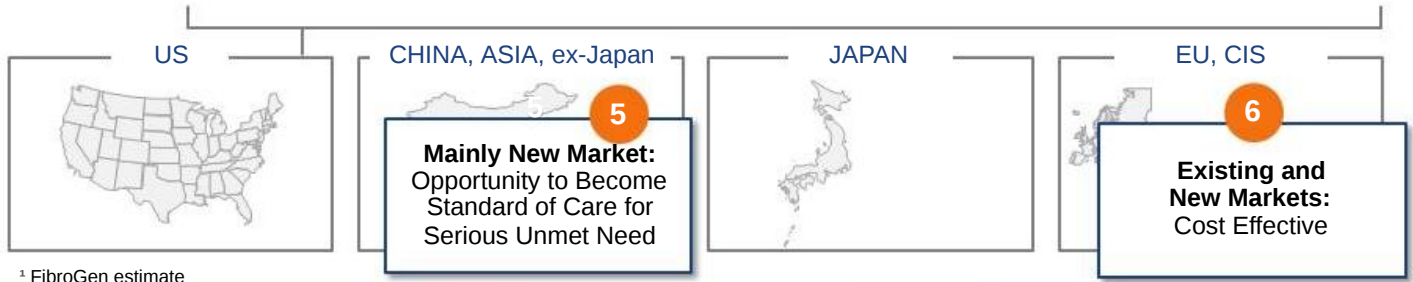 US
CHINA, ASIA, ex-Japan
JAPAN
EU, CIS
5
5
6
Mainly New Market:
Opportunity to Become
Standard of Care for
Serious Unmet Need
Existing and
New Markets:
Cost Effective
¹ FibroGen estimate